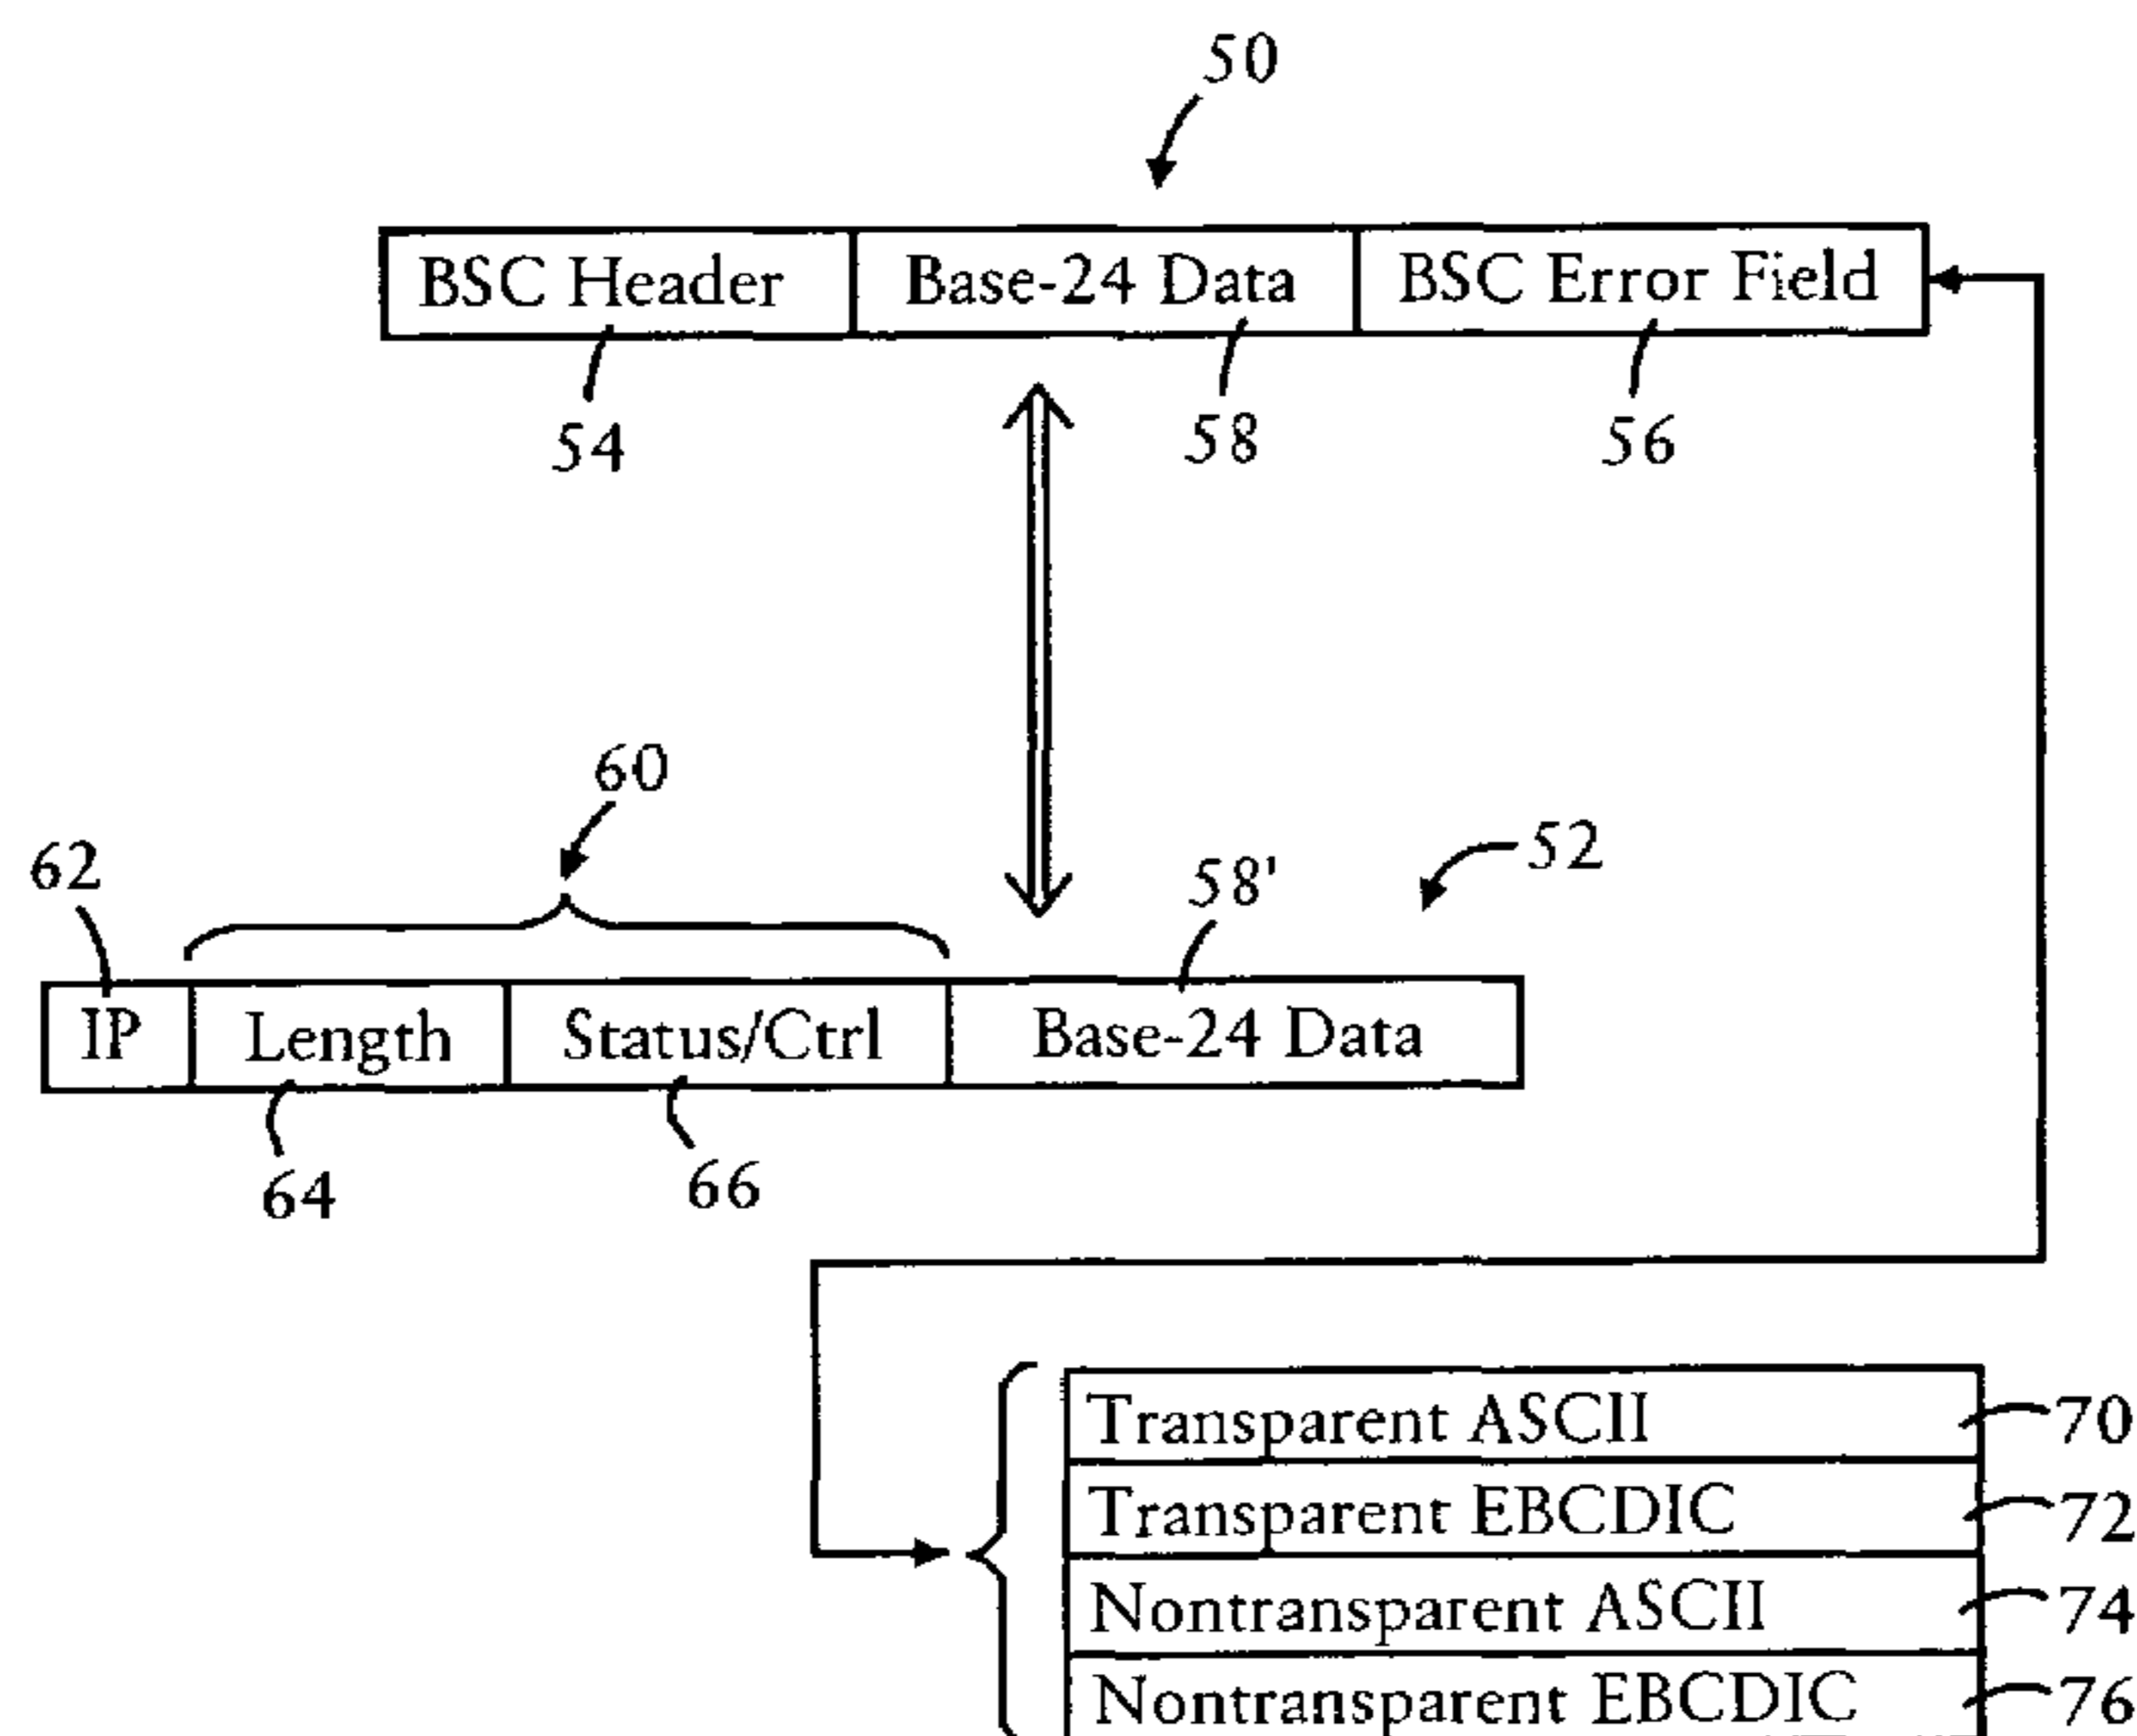 50
BSC Header Base-24 Data BSC Error Field
54 58 56
60
62 58' 52
IP Length Status/Ctrl Base-24 Data
64 66
Transparent ASCII 70
Transparent EBCDIC 72
Nontransparent ASCII 74
Nontransparent EBCDIC 76